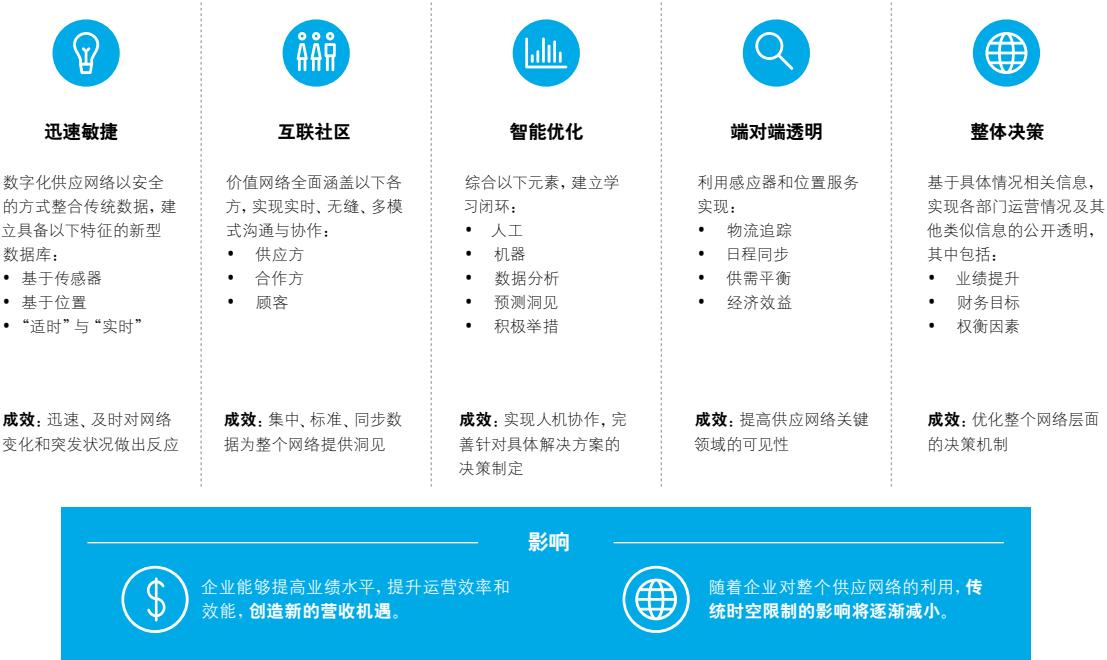 迅速敏捷
数字化供应网络以安全
的方式整合传统数据，建
立具备以下特征的新型
数据库：
• 基于传感器
• 基于位置
• “适时”与“实时”
成效：迅速、及时对网络
变化和突发状况做出反应
互联社区
价值网络全面涵盖以下各
方，实现实时、无缝、多模
式沟通与协作：
• 供应方
• 合作方
• 顾客
成效：集中、标准、同步数
据为整个网络提供洞见
智能优化
综合以下元素，建立学
习闭环：
• 人工
• 机器
• 数据分析
• 预测洞见
• 积极举措
成效：实现人机协作，完
善针对具体解决方案的
决策制定
端对端透明
利用感应器和位置服务
实现：
• 物流追踪
• 日程同步
• 供需平衡
• 经济效益
成效：提高供应网络关键
领域的可见性
整体决策
基于具体情况相关信息，
实现各部门运营情况及其
他类似信息的公开透明，
其中包括：
• 业绩提升
• 财务目标
• 权衡因素
成效：优化整个网络层面
的决策机制
影响
$
企业能够提高业绩水平，提升运营效率和
效能，创造新的营收机遇。
随着企业对整个供应网络的利用，传
统时空限制的影响将逐渐减小。